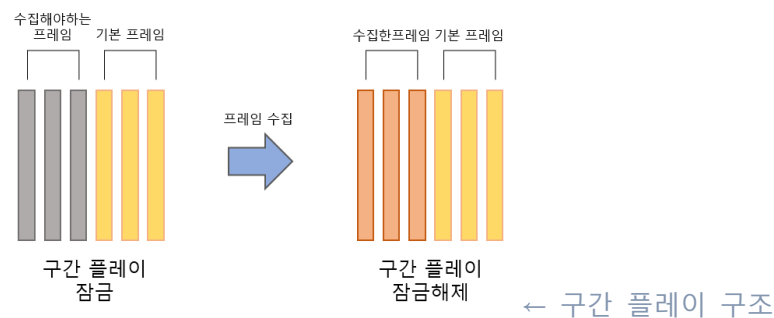 수집해야하는
프레임
기본 프레임
수집한프레임
기본 프레임
프레임 수집
구간 플레이
잠금
구간 플레이
잠금해제
← 구간 플레이 구조